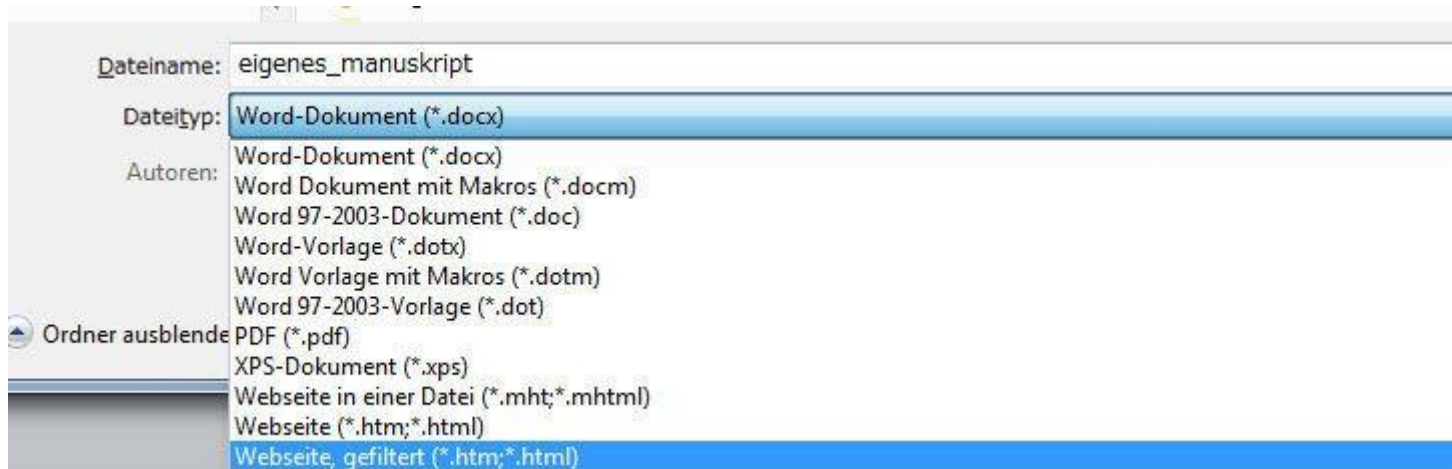 Dateiname: eigenes_manuskript
Dateityp: Word-Dokument (*.docx)
Autoren:
Word-Dokument (*.docx)
Word Dokument mit Makros (*.docm)
Word 97-2003-Dokument (*.doc)
Word-Vorlage (*.dotx)
Word Vorlage mit Makros (*.dotm)
Word 97-2003-Vorlage (*.dot)
Ordner ausblende
PDF (*.pdf)
XPS-Dokument (*.xps)
Webseite in einer Datei (*.mht;*.mhtml)
Webseite (*.htm;*.html)
Webseite, gefiltert (*.htm;*.html)